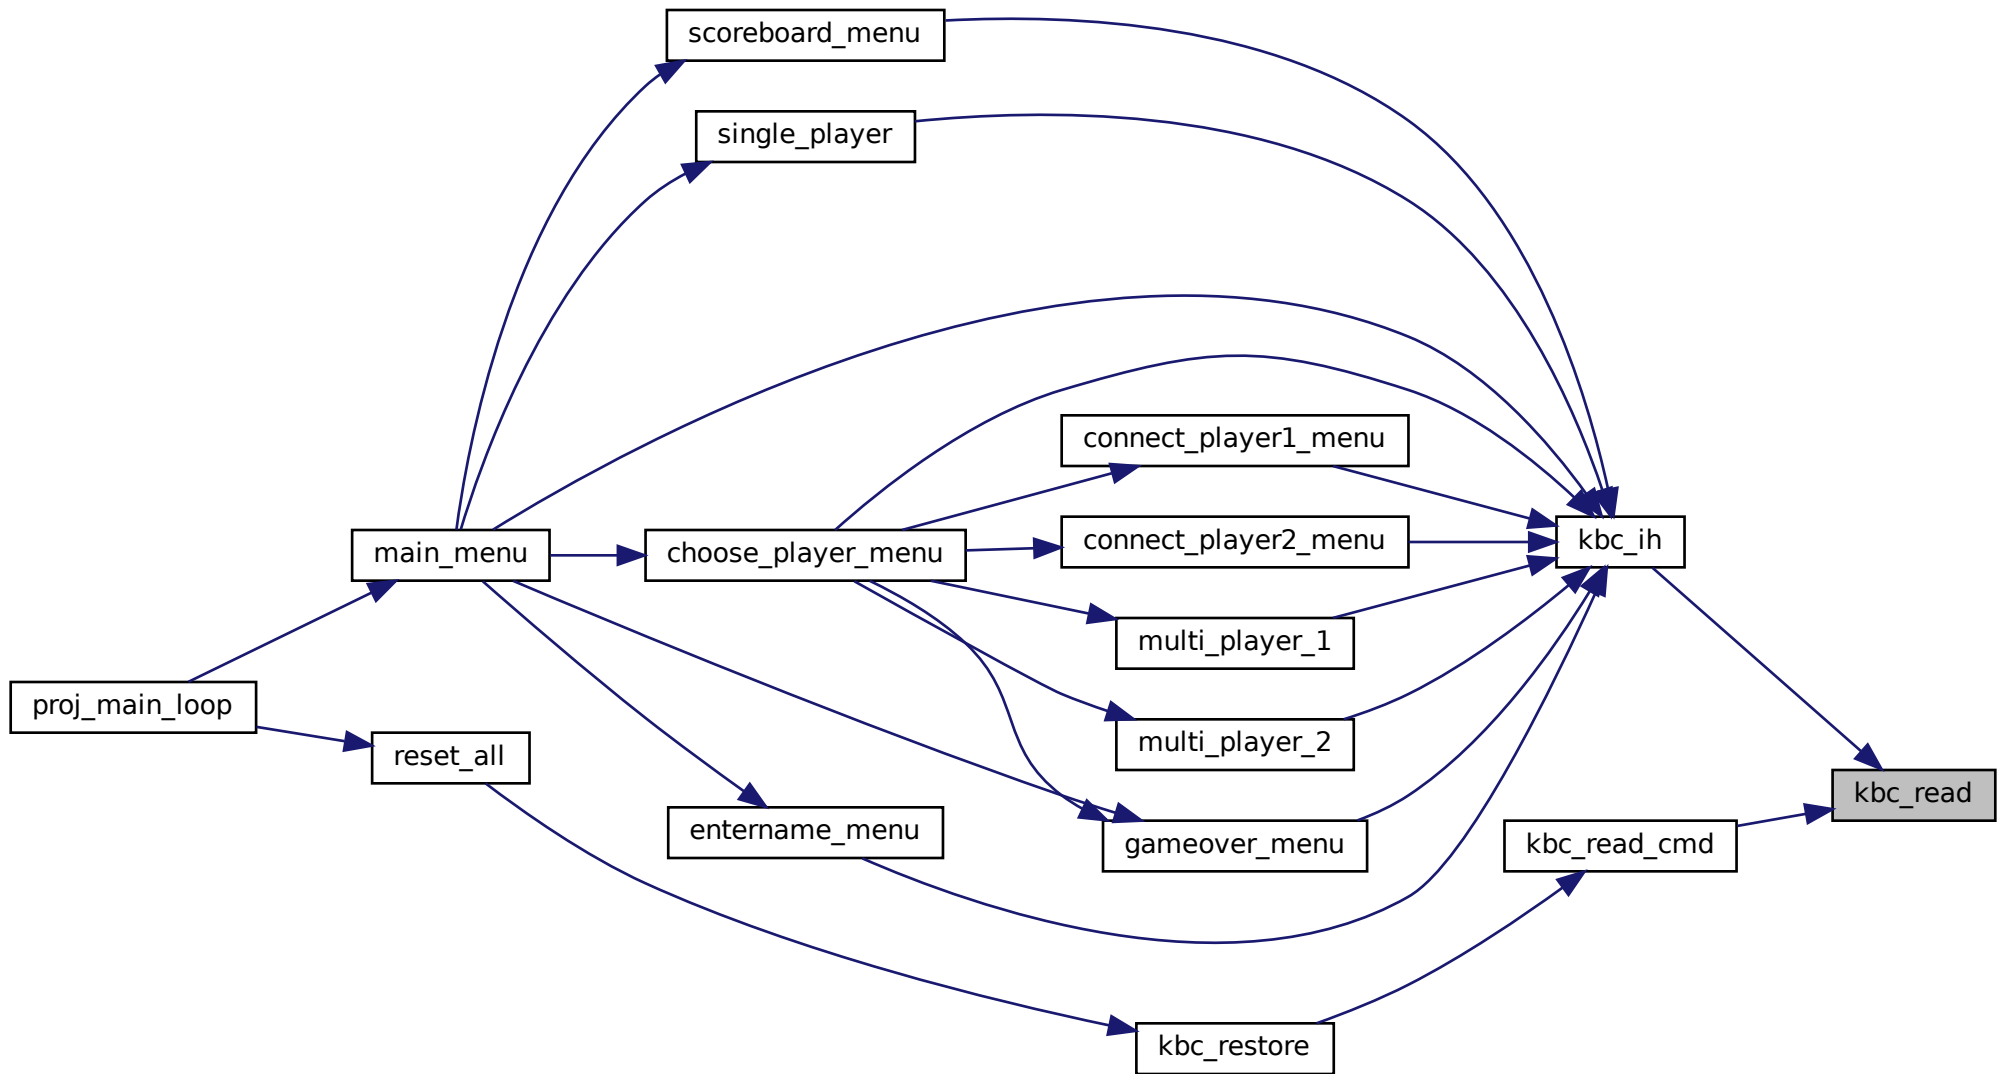 scoreboard_menu
single_player
connect_player1_menu
main_menu
choose_player_menu
connect_player2_menu
kbc_ih
multi_player_1
proj_main_loop
multi_player_2
reset_all
kbc_read
entername_menu
gameover_menu
kbc_read_cmd
kbc_restore